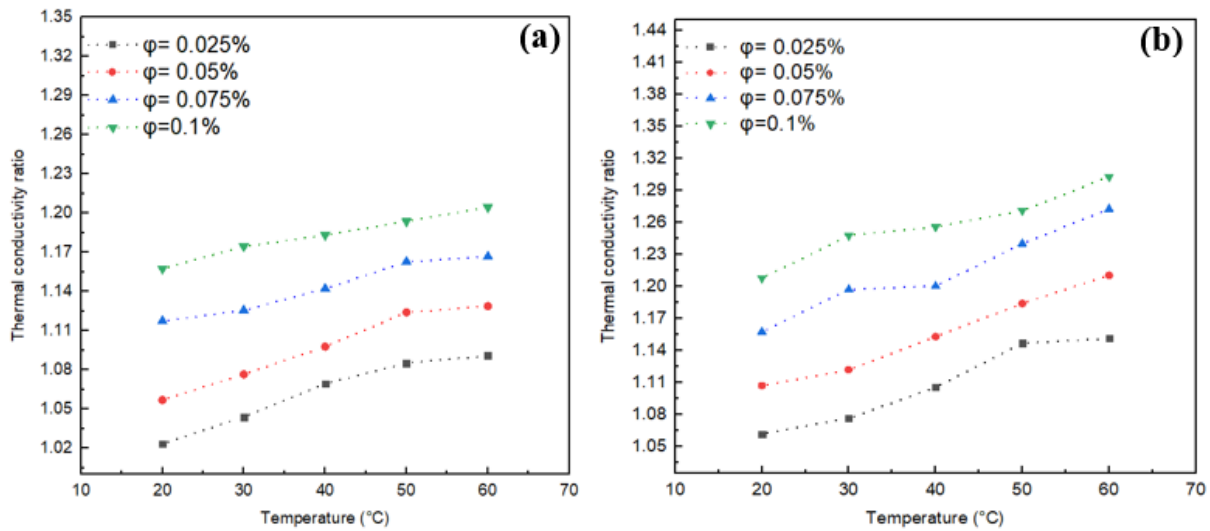 (a)
φ= 0.025%
φ= 0.05%
φ= 0.075%
φ=0.1%
Thermal conductivity ratio
1.35
1.32
1.29
1.26
1.23
1.20
1.17
1.14
1.11
1.08
1.05
1.02
10 20 30 40 50 60 70
Temperature (°C)
(b)
φ= 0.025%
φ= 0.05%
φ= 0.075%
φ=0.1%
Thermal conductivity ratio
1.44
1.41
1.38
1.35
1.32
1.29
1.26
1.23
1.20
1.17
1.14
1.11
1.08
1.05
10 20 30 40 50 60 70
Temperature (°C)